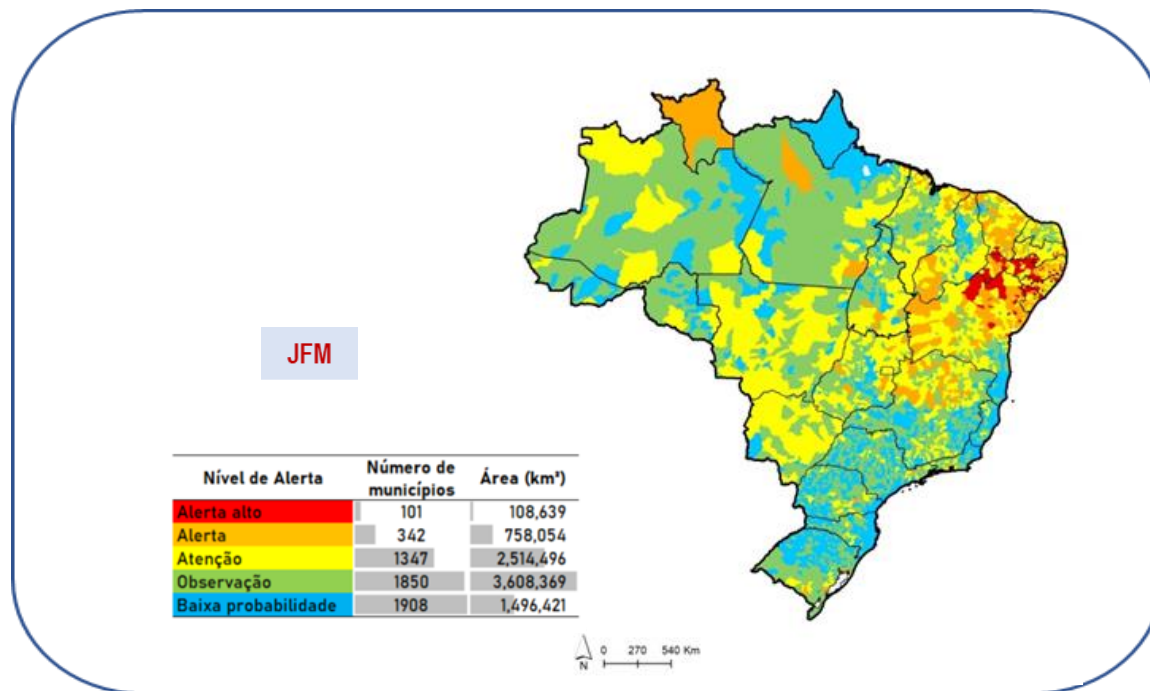 JFM
Nível de Alerta Número de municípios Área (km²)
Alerta alto 101 108,639
Alerta 342 758,054
Atenção 1347 2,514,496
Observação 1850 3,608,369
Baixa probabilidade 1908 1,496,421
N 0 270 540 Km